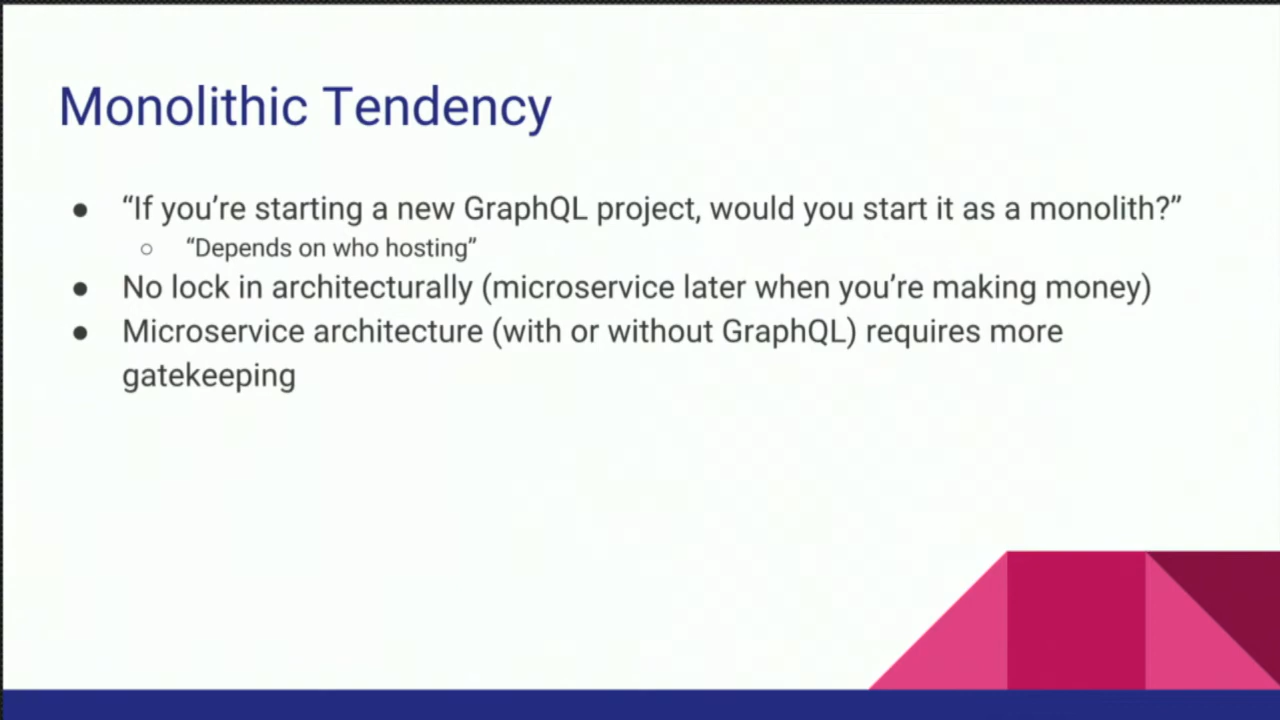 Monolithic Tendency
● “If you’re starting a new GraphQL project, would you start it as a monolith?”
○ “Depends on who hosting”
● No lock in architecturally (microservice later when you’re making money)
● Microservice architecture (with or without GraphQL) requires more
gatekeeping